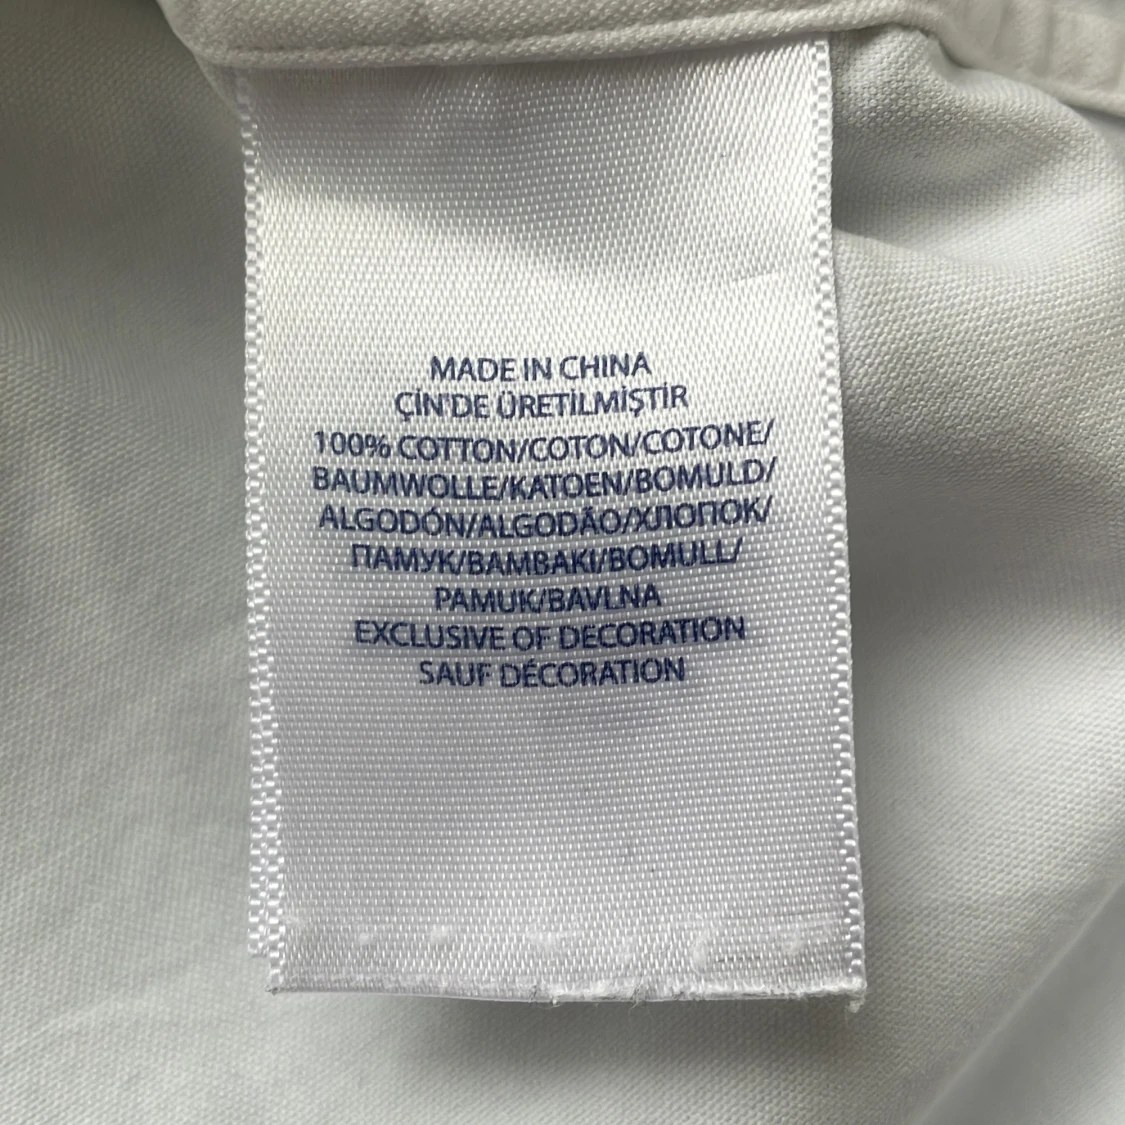 MADE IN CHINA
ÇİN'DE ÜRETİLMİŞTİR
100% COTTON/COTON/COTONE/
BAUMWOLLE/KATOEN/BOMULD/
ALGODÓN/ALGODÃO/ХЛОПОК/
ПАМУК/BAMBAKI/BOMULL/
PAMUK/BAVLNA
EXCLUSIVE OF DECORATION
SAUF DÉCORATION